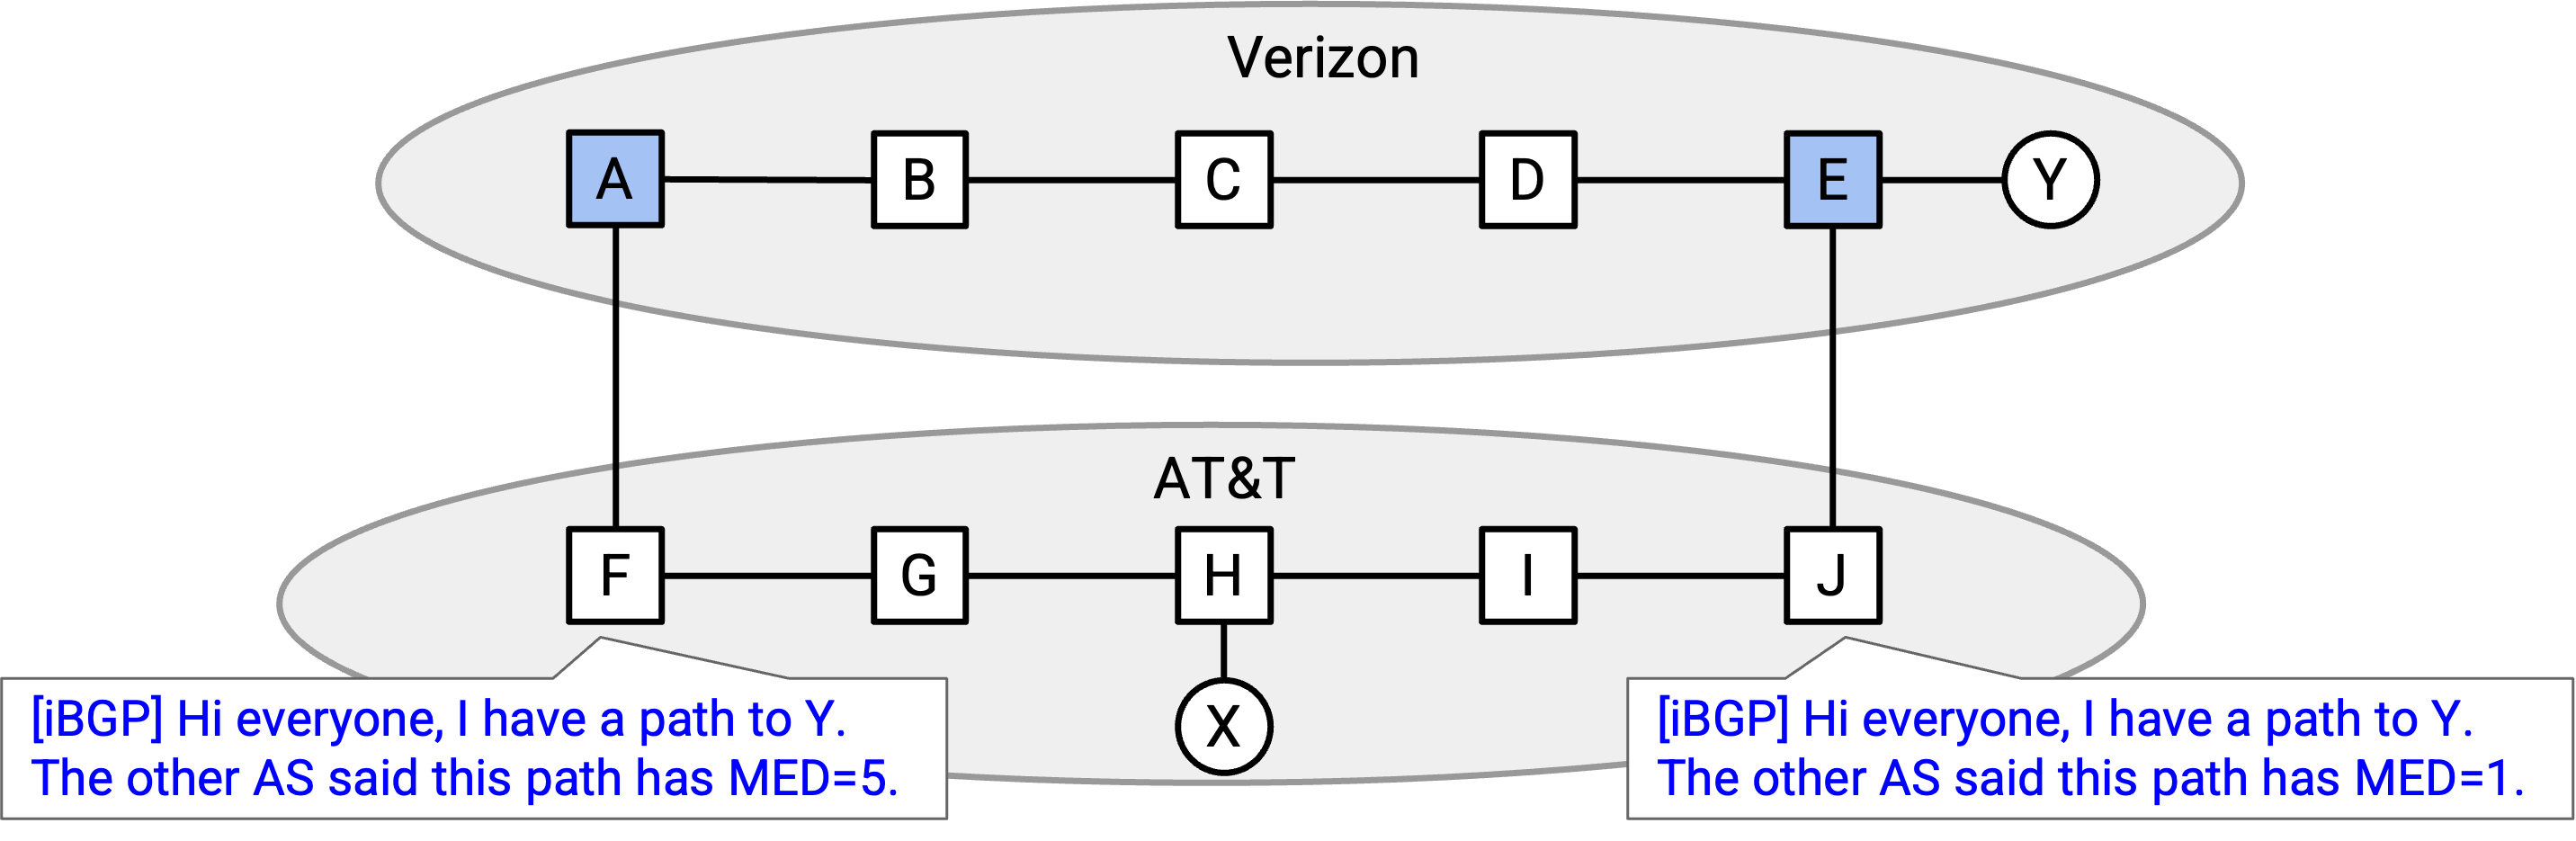 Verizon
A
B
C
D
E
Y
AT&T
F
G
H
I
J
[iBGP] Hi everyone, I have a path to Y.
The other AS said this path has MED=5.
X
[iBGP] Hi everyone, I have a path to Y.
The other AS said this path has MED=1.